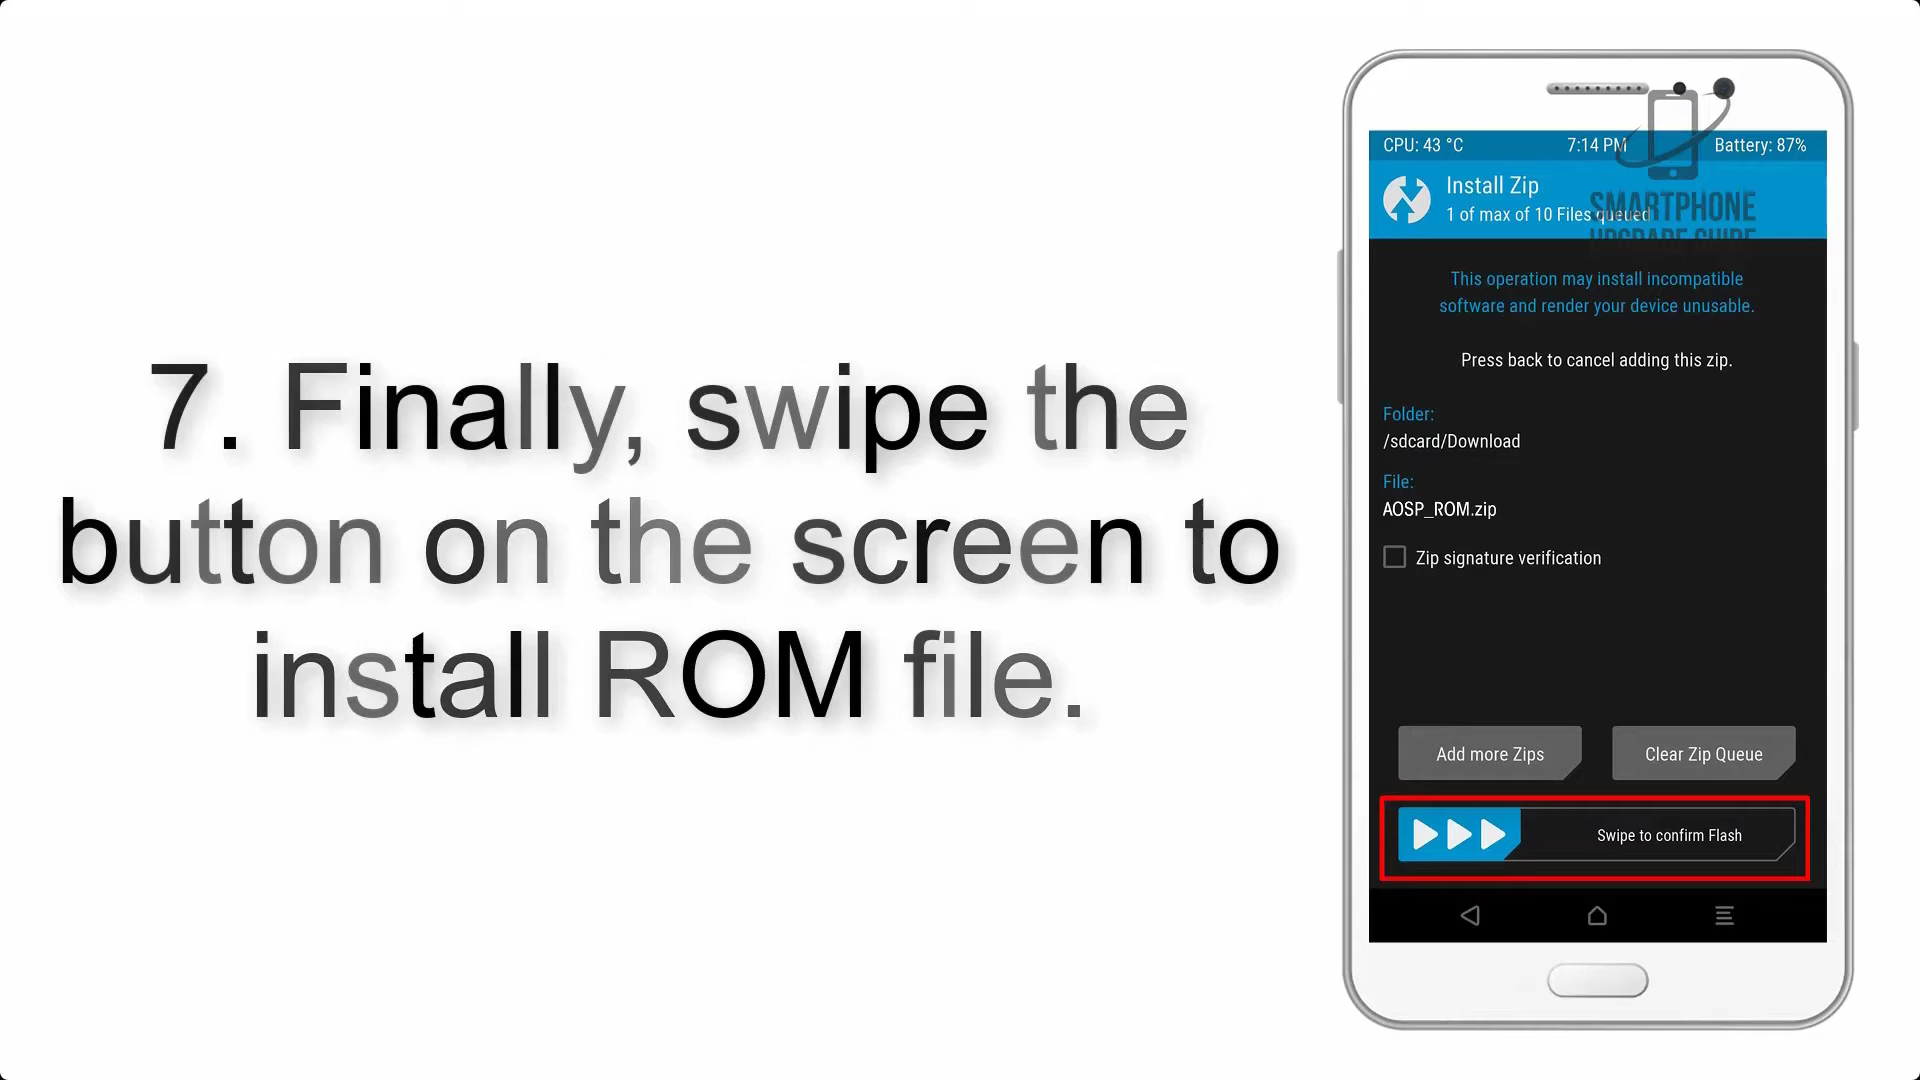 7. Finally, swipe the
button on the screen to
install ROM file.
CPU: 43 °C 7:14 PM Battery: 87%
Install Zip
1 of max of 10 Files queued
SMARTPHONE
UPGRADE GUIDE
This operation may install incompatible
software and render your device unusable.
Press back to cancel adding this zip.
Folder:
/sdcard/Download
File:
AOSP_ROM.zip
Zip signature verification
Add more Zips Clear Zip Queue
Swipe to confirm Flash